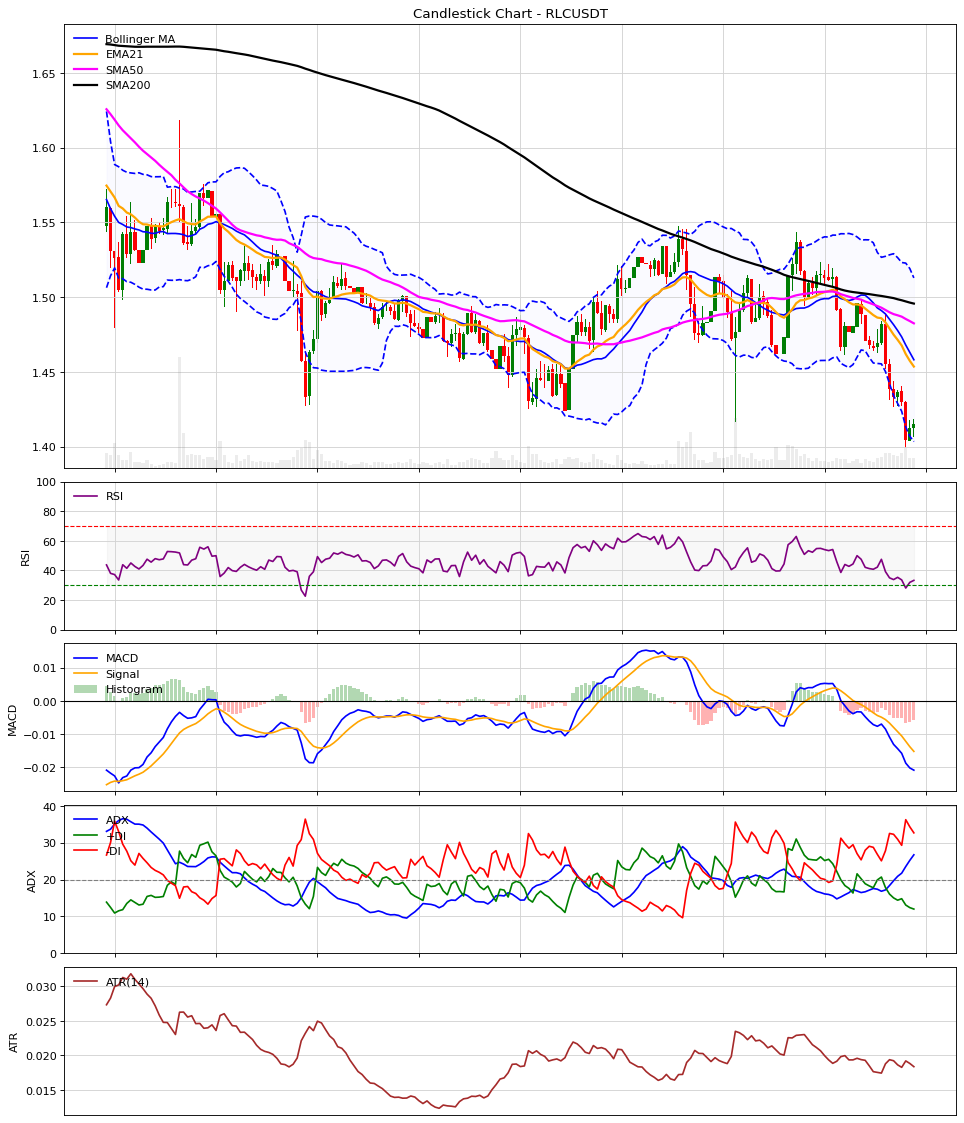 Candlestick Chart - RLCUSDT
Bollinger MA
EMA21
SMA50
SMA200
1.65
1.60
1.55
1.50
1.45
1.40
RSI
100
80
60
40
20
0
RSI
MACD
Signal
Histogram
0.01
0.00
−0.01
−0.02
MACD
ADX
+DI
-DI
40
30
20
10
0
ADX
ATR(14)
0.030
0.025
0.020
0.015
ATR